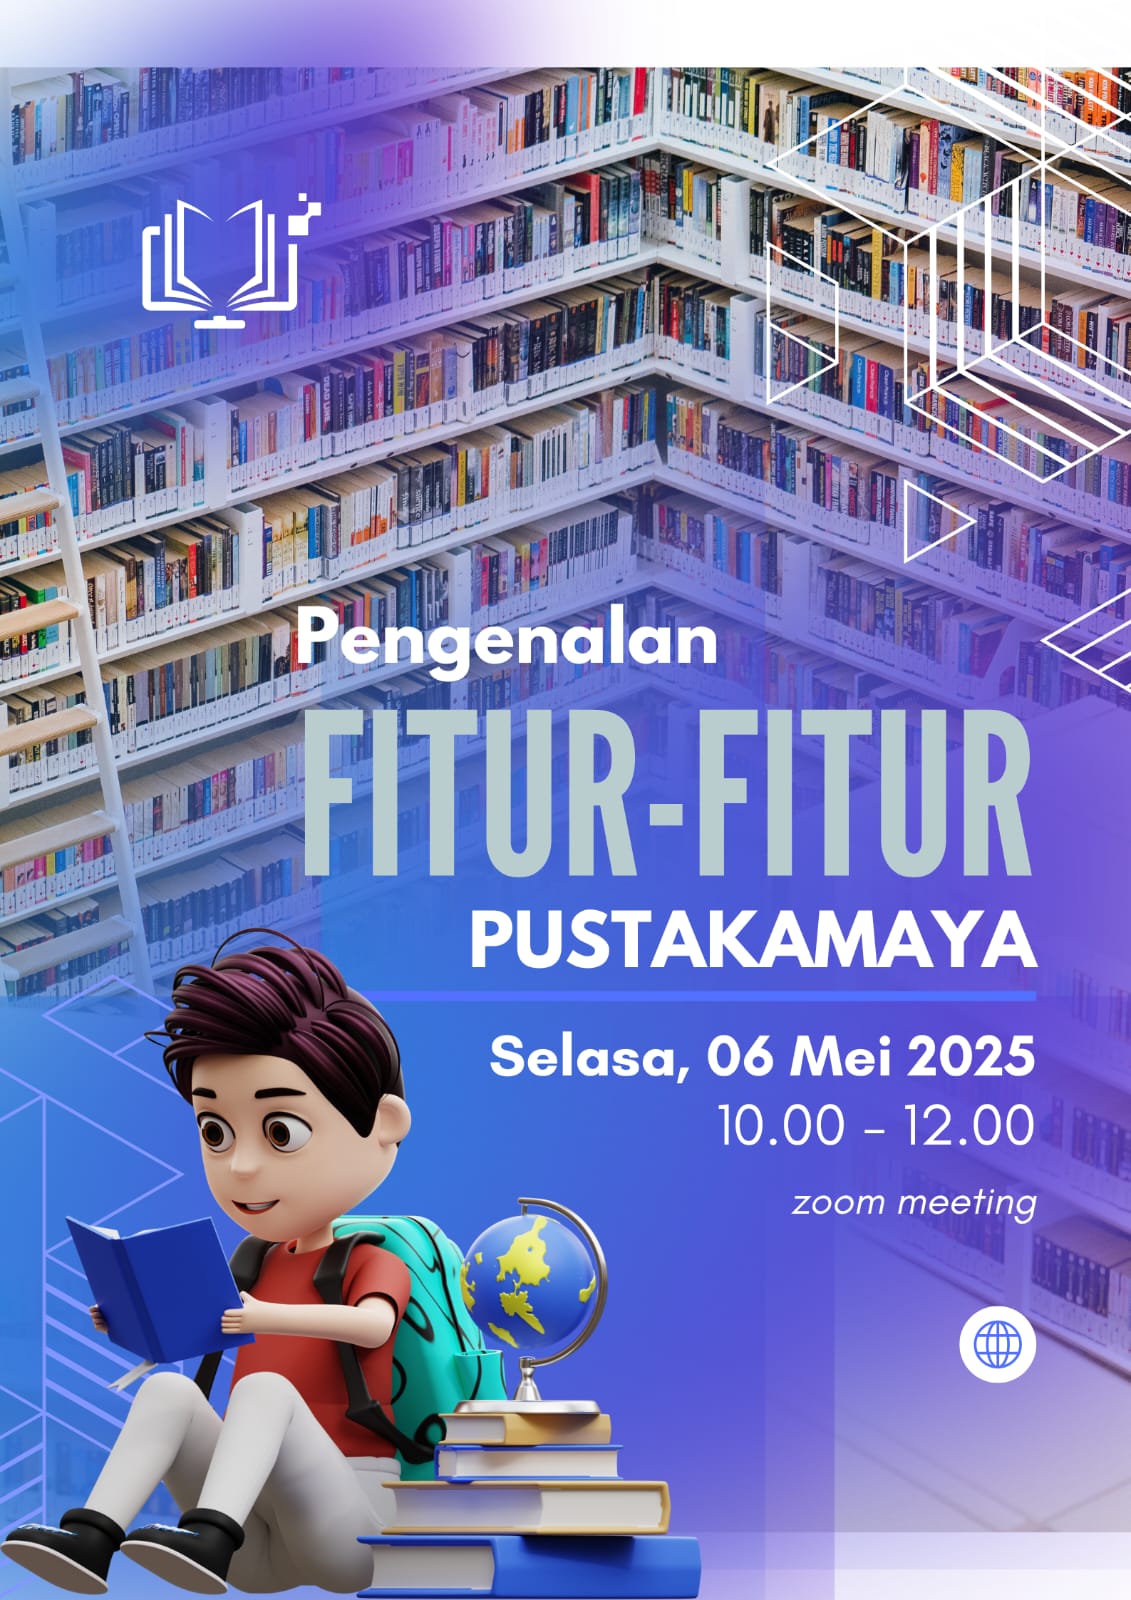 Pengenalan
FITUR-FITUR
PUSTAKAMAYA
Selasa, 06 Mei 2025
10.00 – 12.00
zoom meeting